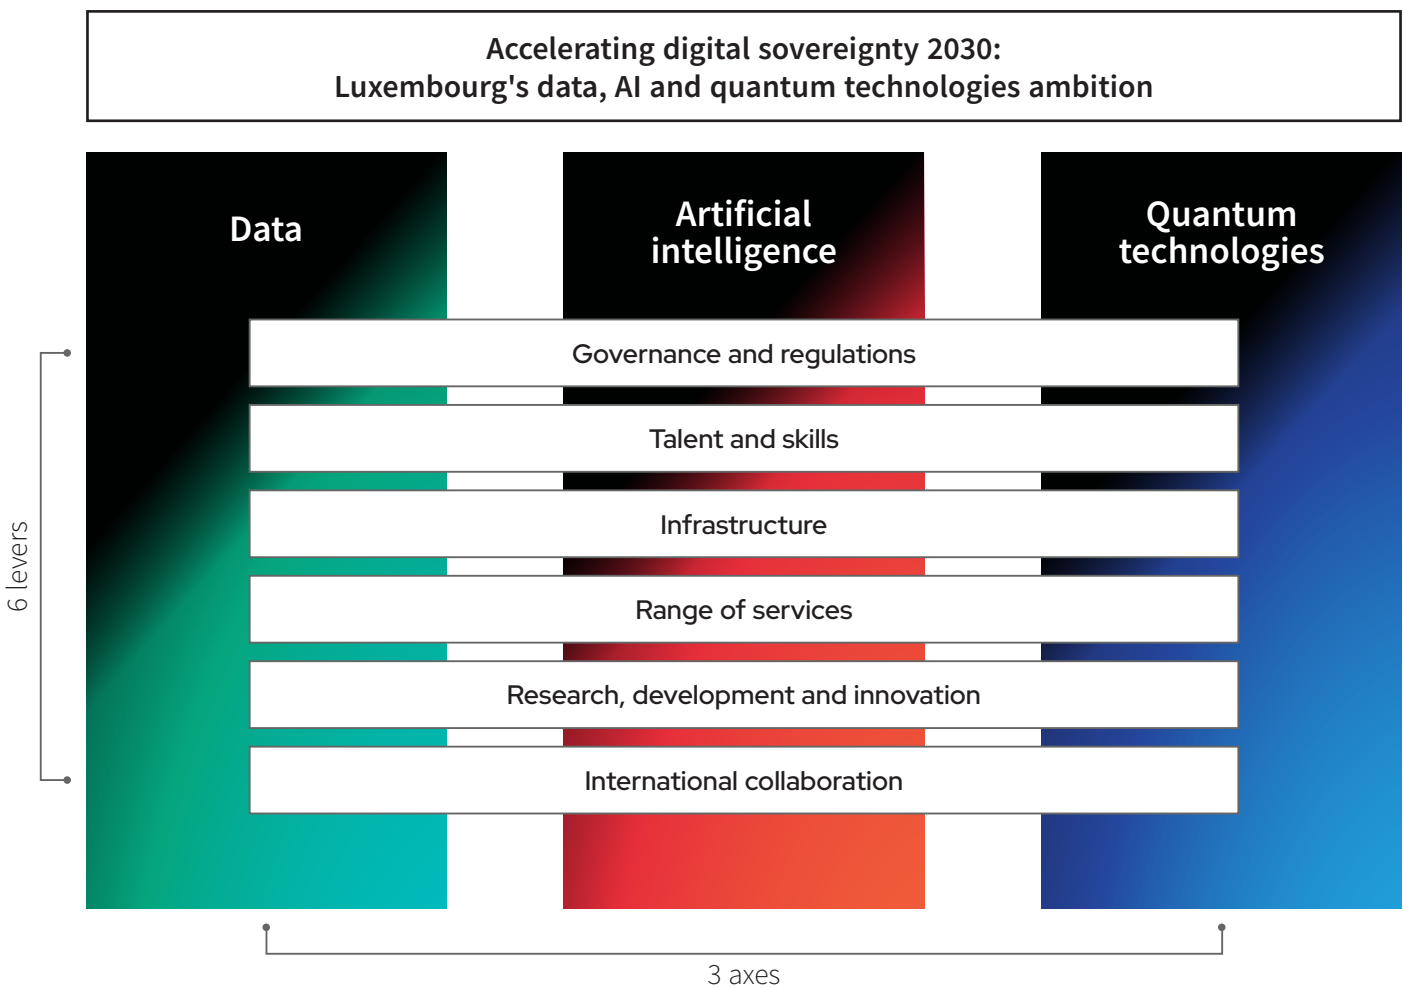 Accelerating digital sovereignty 2030:
Luxembourg's data, AI and quantum technologies ambition
Data
Artificial
intelligence
Quantum
technologies
Governance and regulations
Talent and skills
Infrastructure
Range of services
Research, development and innovation
International collaboration
6 levers
3 axes